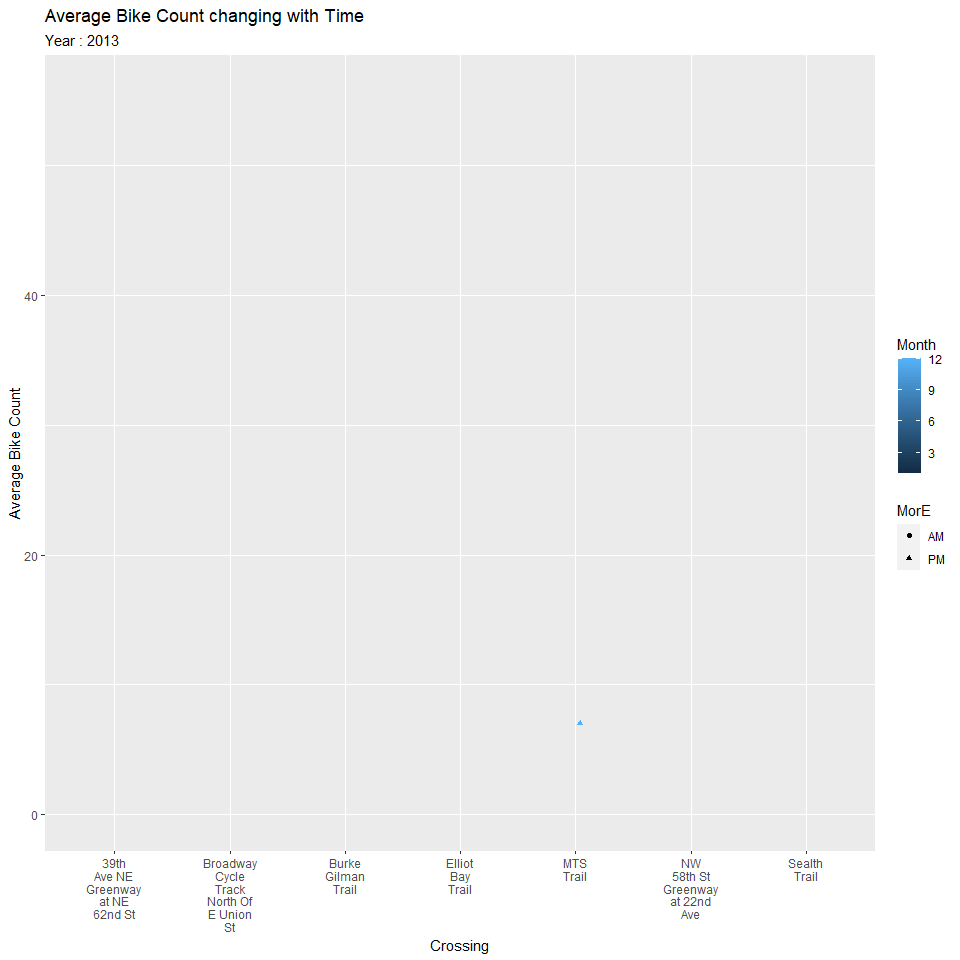 Average Bike Count changing with Time
Year : 2013
Average Bike Count
40
20
0
39th
Ave NE
Greenway
at NE
62nd St
Broadway
Cycle
Track
North Of
E Union
St
Burke
Gilman
Trail
Elliot
Bay
Trail
MTS
Trail
NW
58th St
Greenway
at 22nd
Ave
Sealth
Trail
Crossing
Month
12
9
6
3
MorE
AM
PM